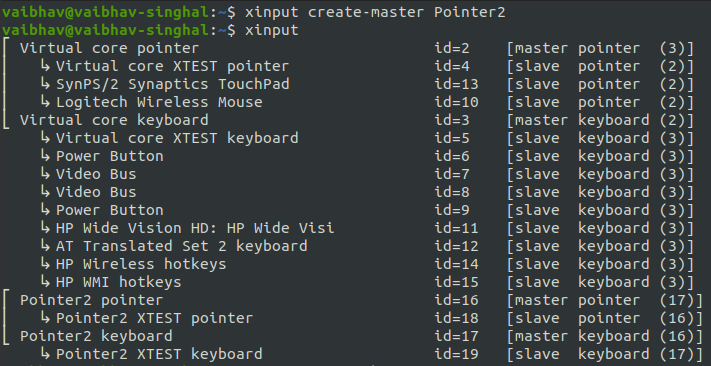 vaibhav@vaibhav-singhal:~$ xinput create-master Pointer2
vaibhav@vaibhav-singhal:~$ xinput
⎡ Virtual core pointer                    	id=2	[master pointer  (3)]
⎜   ↳ Virtual core XTEST pointer              	id=4	[slave  pointer  (2)]
⎜   ↳ SynPS/2 Synaptics TouchPad              	id=13	[slave  pointer  (2)]
⎜   ↳ Logitech Wireless Mouse                 	id=10	[slave  pointer  (2)]
⎣ Virtual core keyboard                   	id=3	[master keyboard (2)]
    ↳ Virtual core XTEST keyboard             	id=5	[slave  keyboard (3)]
    ↳ Power Button                            	id=6	[slave  keyboard (3)]
    ↳ Video Bus                               	id=7	[slave  keyboard (3)]
    ↳ Video Bus                               	id=8	[slave  keyboard (3)]
    ↳ Power Button                            	id=9	[slave  keyboard (3)]
    ↳ HP Wide Vision HD: HP Wide Visi         	id=11	[slave  keyboard (3)]
    ↳ AT Translated Set 2 keyboard            	id=12	[slave  keyboard (3)]
    ↳ HP Wireless hotkeys                     	id=14	[slave  keyboard (3)]
    ↳ HP WMI hotkeys                          	id=15	[slave  keyboard (3)]
⎡ Pointer2 pointer                        	id=16	[master pointer  (17)]
⎜   ↳ Pointer2 XTEST pointer                  	id=18	[slave  pointer  (16)]
⎣ Pointer2 keyboard                       	id=17	[master keyboard (16)]
    ↳ Pointer2 XTEST keyboard                 	id=19	[slave  keyboard (17)]